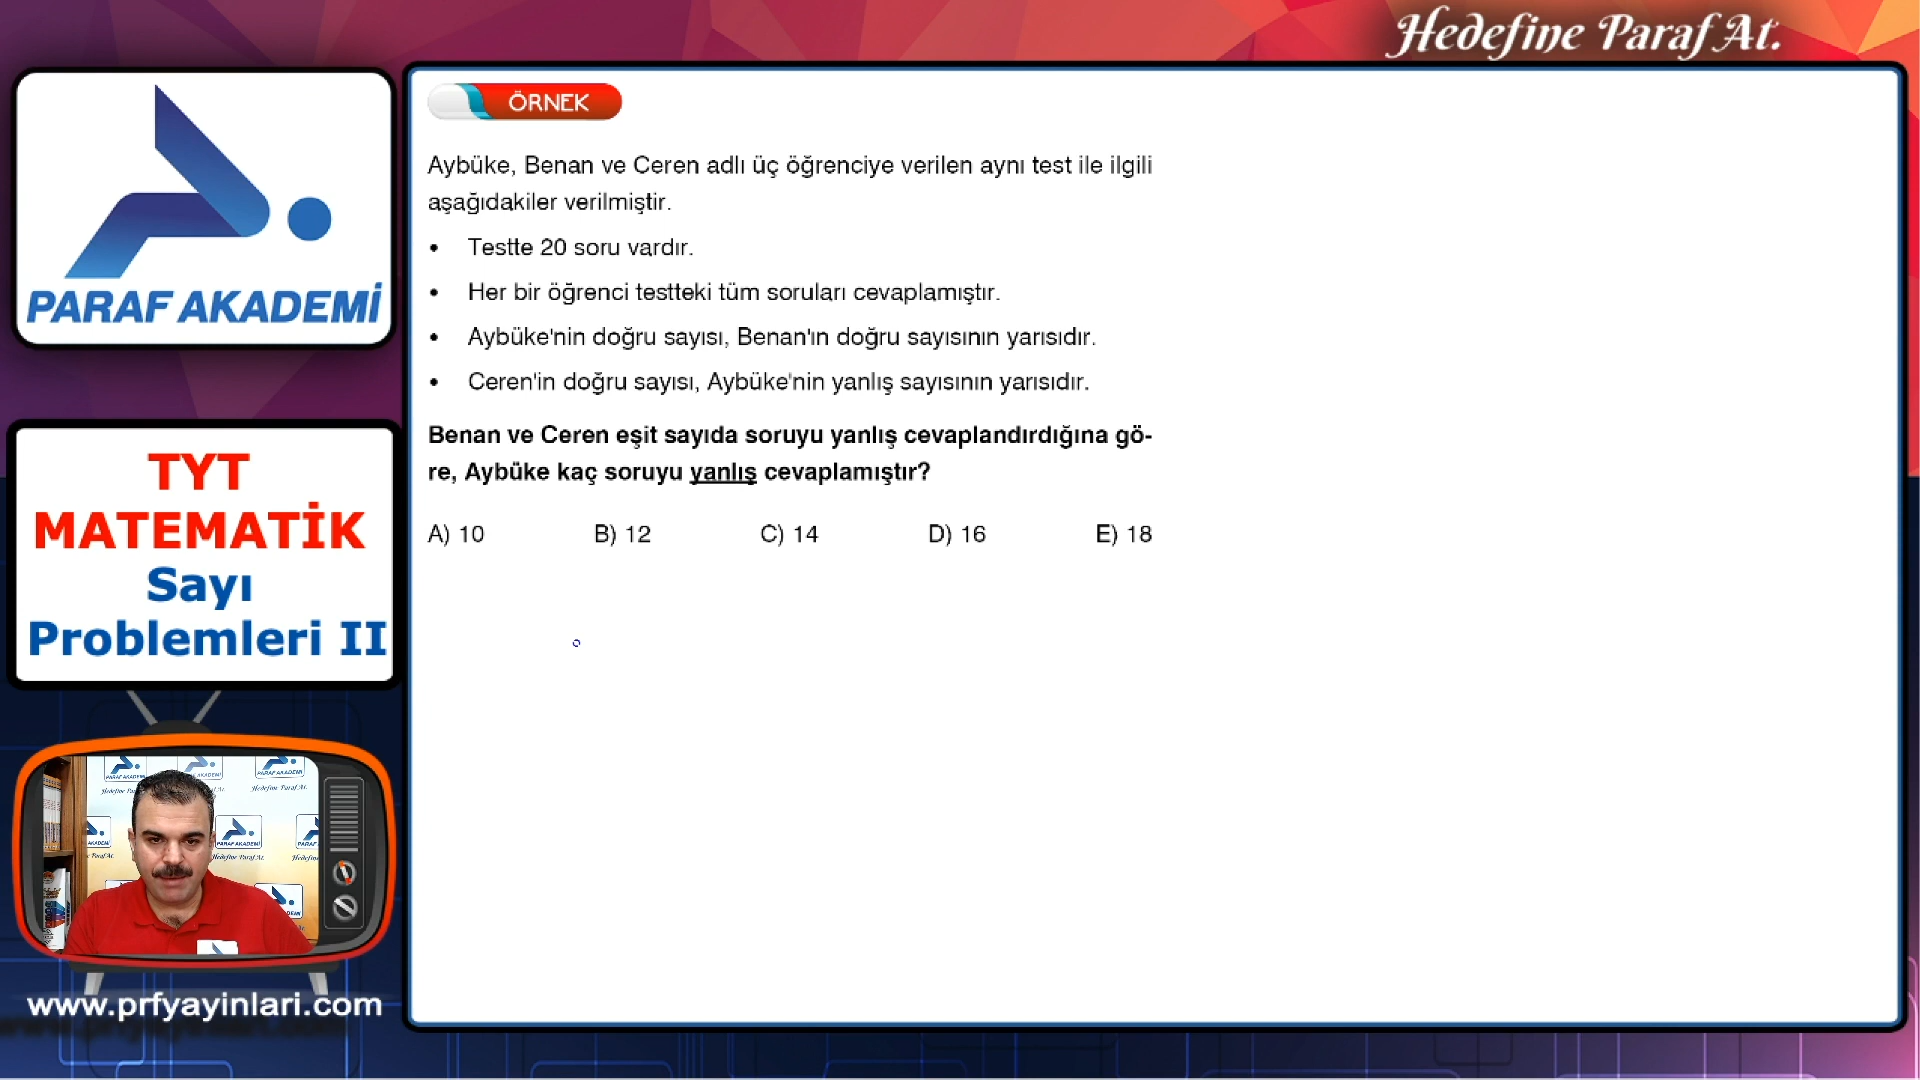 Hedefine Paraf At.
PARAF AKADEMİ
TYT
MATEMATİK
Sayı
Problemleri II
www.prfyayinlari.com
ÖRNEK
Aybüke, Benan ve Ceren adlı üç öğrenciye verilen aynı test ile ilgili
aşağıdakiler verilmiştir.
• Testte 20 soru vardır.
• Her bir öğrenci testteki tüm soruları cevaplamıştır.
• Aybüke'nin doğru sayısı, Benan'ın doğru sayısının yarısıdır.
• Ceren'in doğru sayısı, Aybüke'nin yanlış sayısının yarısıdır.
Benan ve Ceren eşit sayıda soruyu yanlış cevaplandırdığına gö-
re, Aybüke kaç soruyu yanlış cevaplamıştır?
A) 10 B) 12 C) 14 D) 16 E) 18